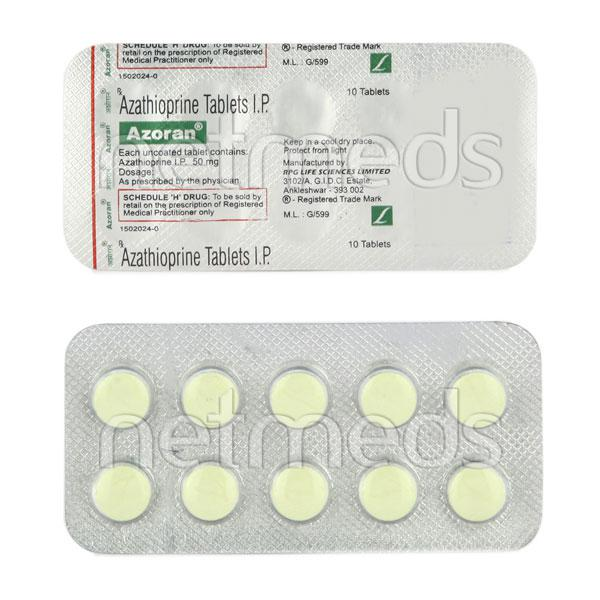 SCHEDULE 'H' DRUG: To be sold by
retail on the prescription of Registered
Medical Practitioner only
1502024-0
® - Registered Trade Mark
M.L. : G/599
L
10 Tablets
Azoran
Azathioprine Tablets I.P.
Azoran®
Each uncoated tablet contains:
Azathioprine I.P. 50 mg
Dosage:
As prescribed by the physician
SCHEDULE 'H' DRUG: To be sold by
retail on the prescription of Registered
Medical Practitioner only
1502024-0
Keep in a cool dry place.
Protect from light
Manufactured by :
RPG LIFE SCIENCES LIMITED
3102/A, G.I.D.C. Estate,
Ankleshwar - 393 002
® - Registered Trade Mark
M.L. : G/599
L
10 Tablets
Azoran®
Azoran®
Rx
Azathioprine Tablets I.P.
netmeds
netmeds